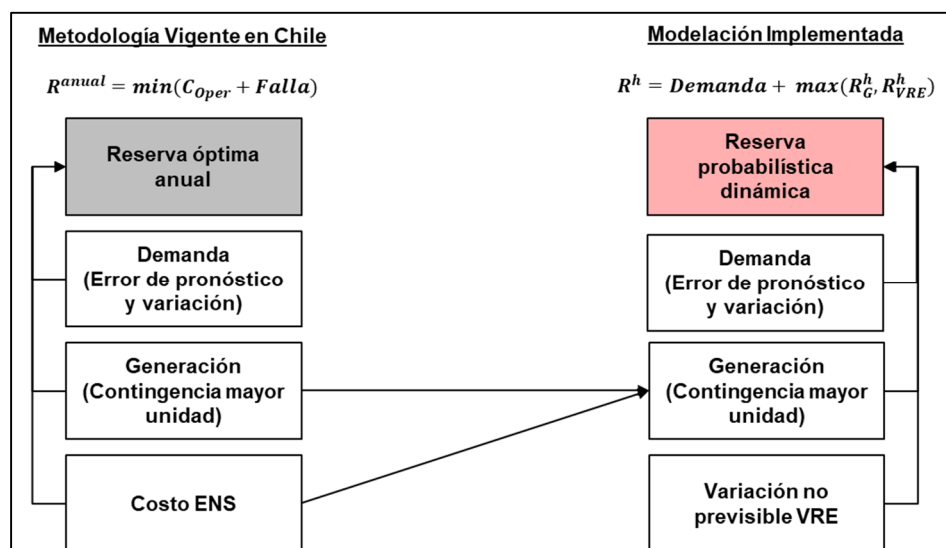 Metodología Vigente en Chile
R^anual = min(C_Oper + Falla)
Reserva óptima
anual
Demanda
(Error de pronóstico
y variación)
Generación
(Contingencia mayor
unidad)
Costo ENS
Modelación Implementada
R^h = Demanda + max(R_G^h, R_VRE^h)
Reserva
probabilística
dinámica
Demanda
(Error de pronóstico
y variación)
Generación
(Contingencia mayor
unidad)
Variación no
previsible VRE